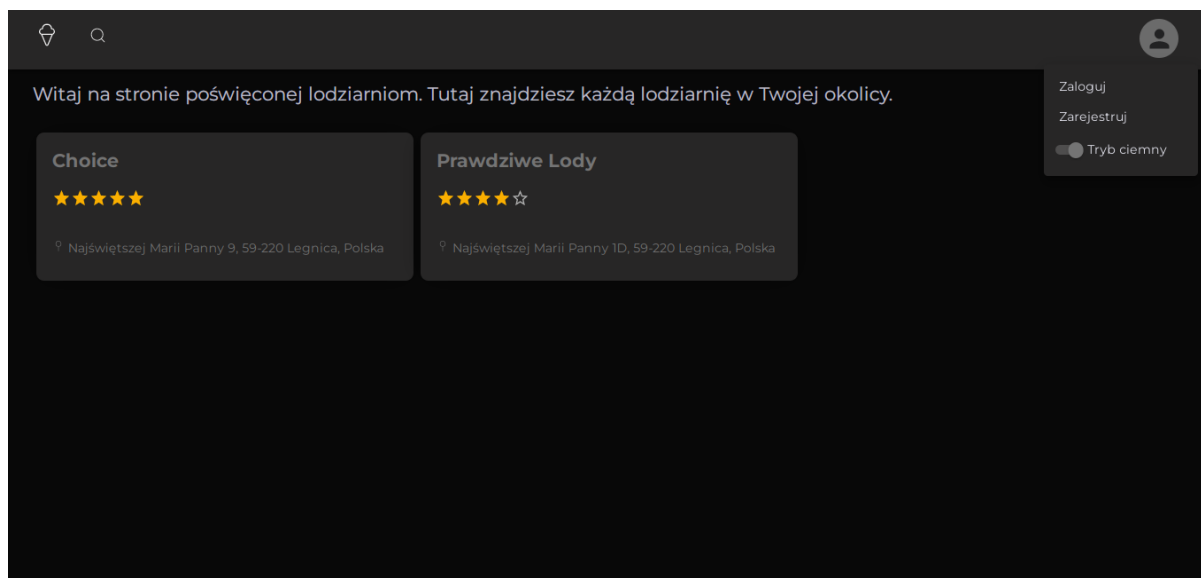 Zaloguj
Zarejestruj
Tryb ciemny
Witaj na stronie poświęconej lodziarniom. Tutaj znajdziesz każdą lodziarnię w Twojej okolicy.
Choice
Najświętszej Marii Panny 9, 59-220 Legnica, Polska
Prawdziwe Lody
Najświętszej Marii Panny 1D, 59-220 Legnica, Polska